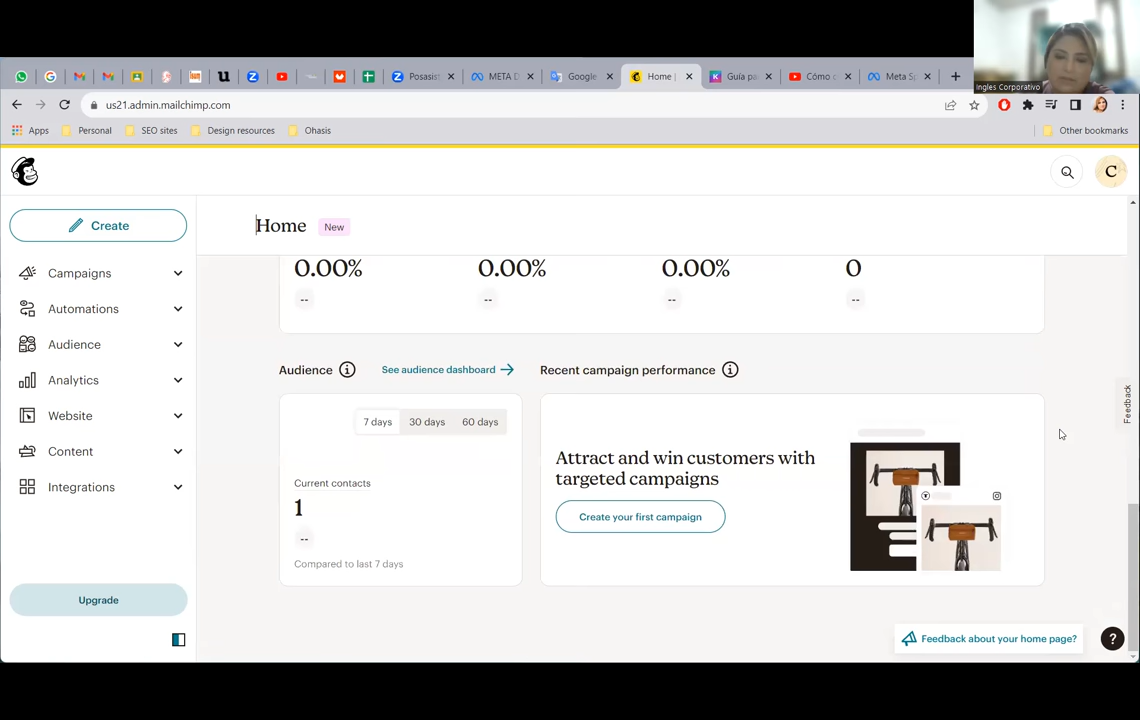 Ingles Corporativo
Posasist
META D
Google
Home |
Guía pa
Cómo c
Meta Sp
us21.admin.mailchimp.com
Apps
Personal
SEO sites
Design resources
Ohasis
Other bookmarks
C
Create
Home
New
Campaigns
Automations
Audience
Analytics
Website
Content
Integrations
Upgrade
0.00%
0.00%
0.00%
0
--
--
--
--
Audience
See audience dashboard
Recent campaign performance
7 days
30 days
60 days
Current contacts
1
--
Compared to last 7 days
Attract and win customers with
targeted campaigns
Create your first campaign
Feedback
Feedback about your home page?
?